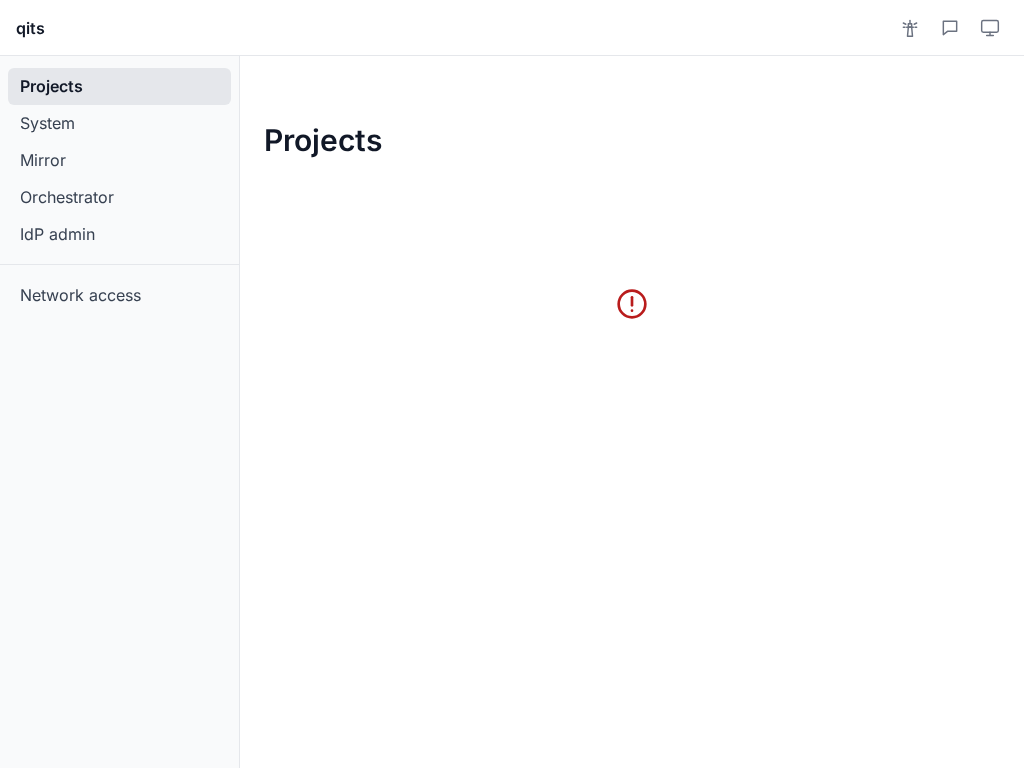 qits
Projects
System
Mirror
Orchestrator
IdP admin
Network access
Projects